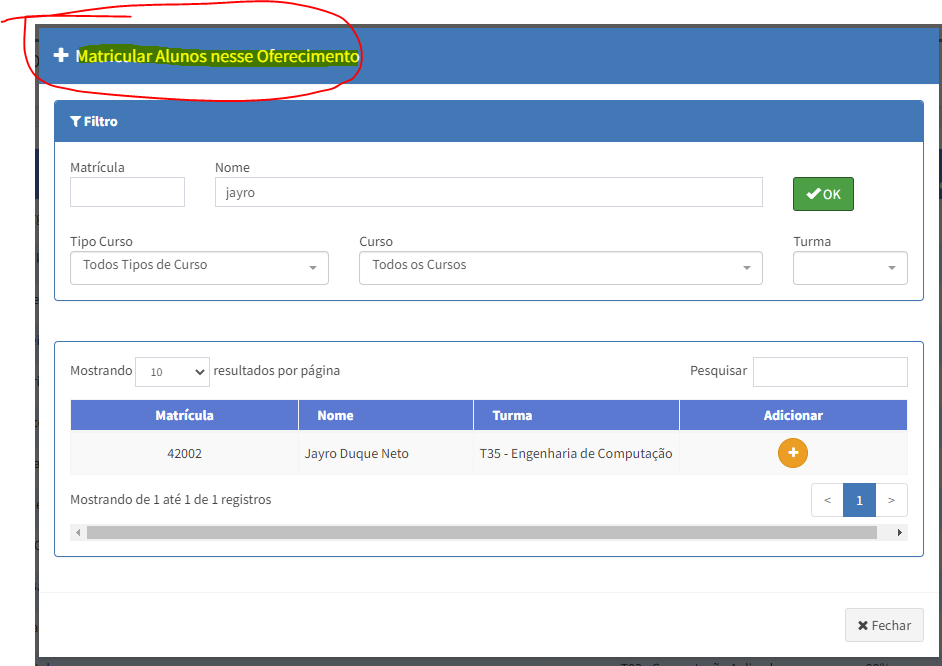 Matricular Alunos nesse Oferecimento
Filtro
Matrícula Nome
jayro
OK
Tipo Curso Curso Turma
Todos Tipos de Curso Todos os Cursos
Mostrando 10 resultados por página Pesquisar
Matrícula Nome Turma Adicionar
42002 Jayro Duque Neto T35 - Engenharia de Computação
Mostrando de 1 até 1 de 1 registros < 1 >
Fechar